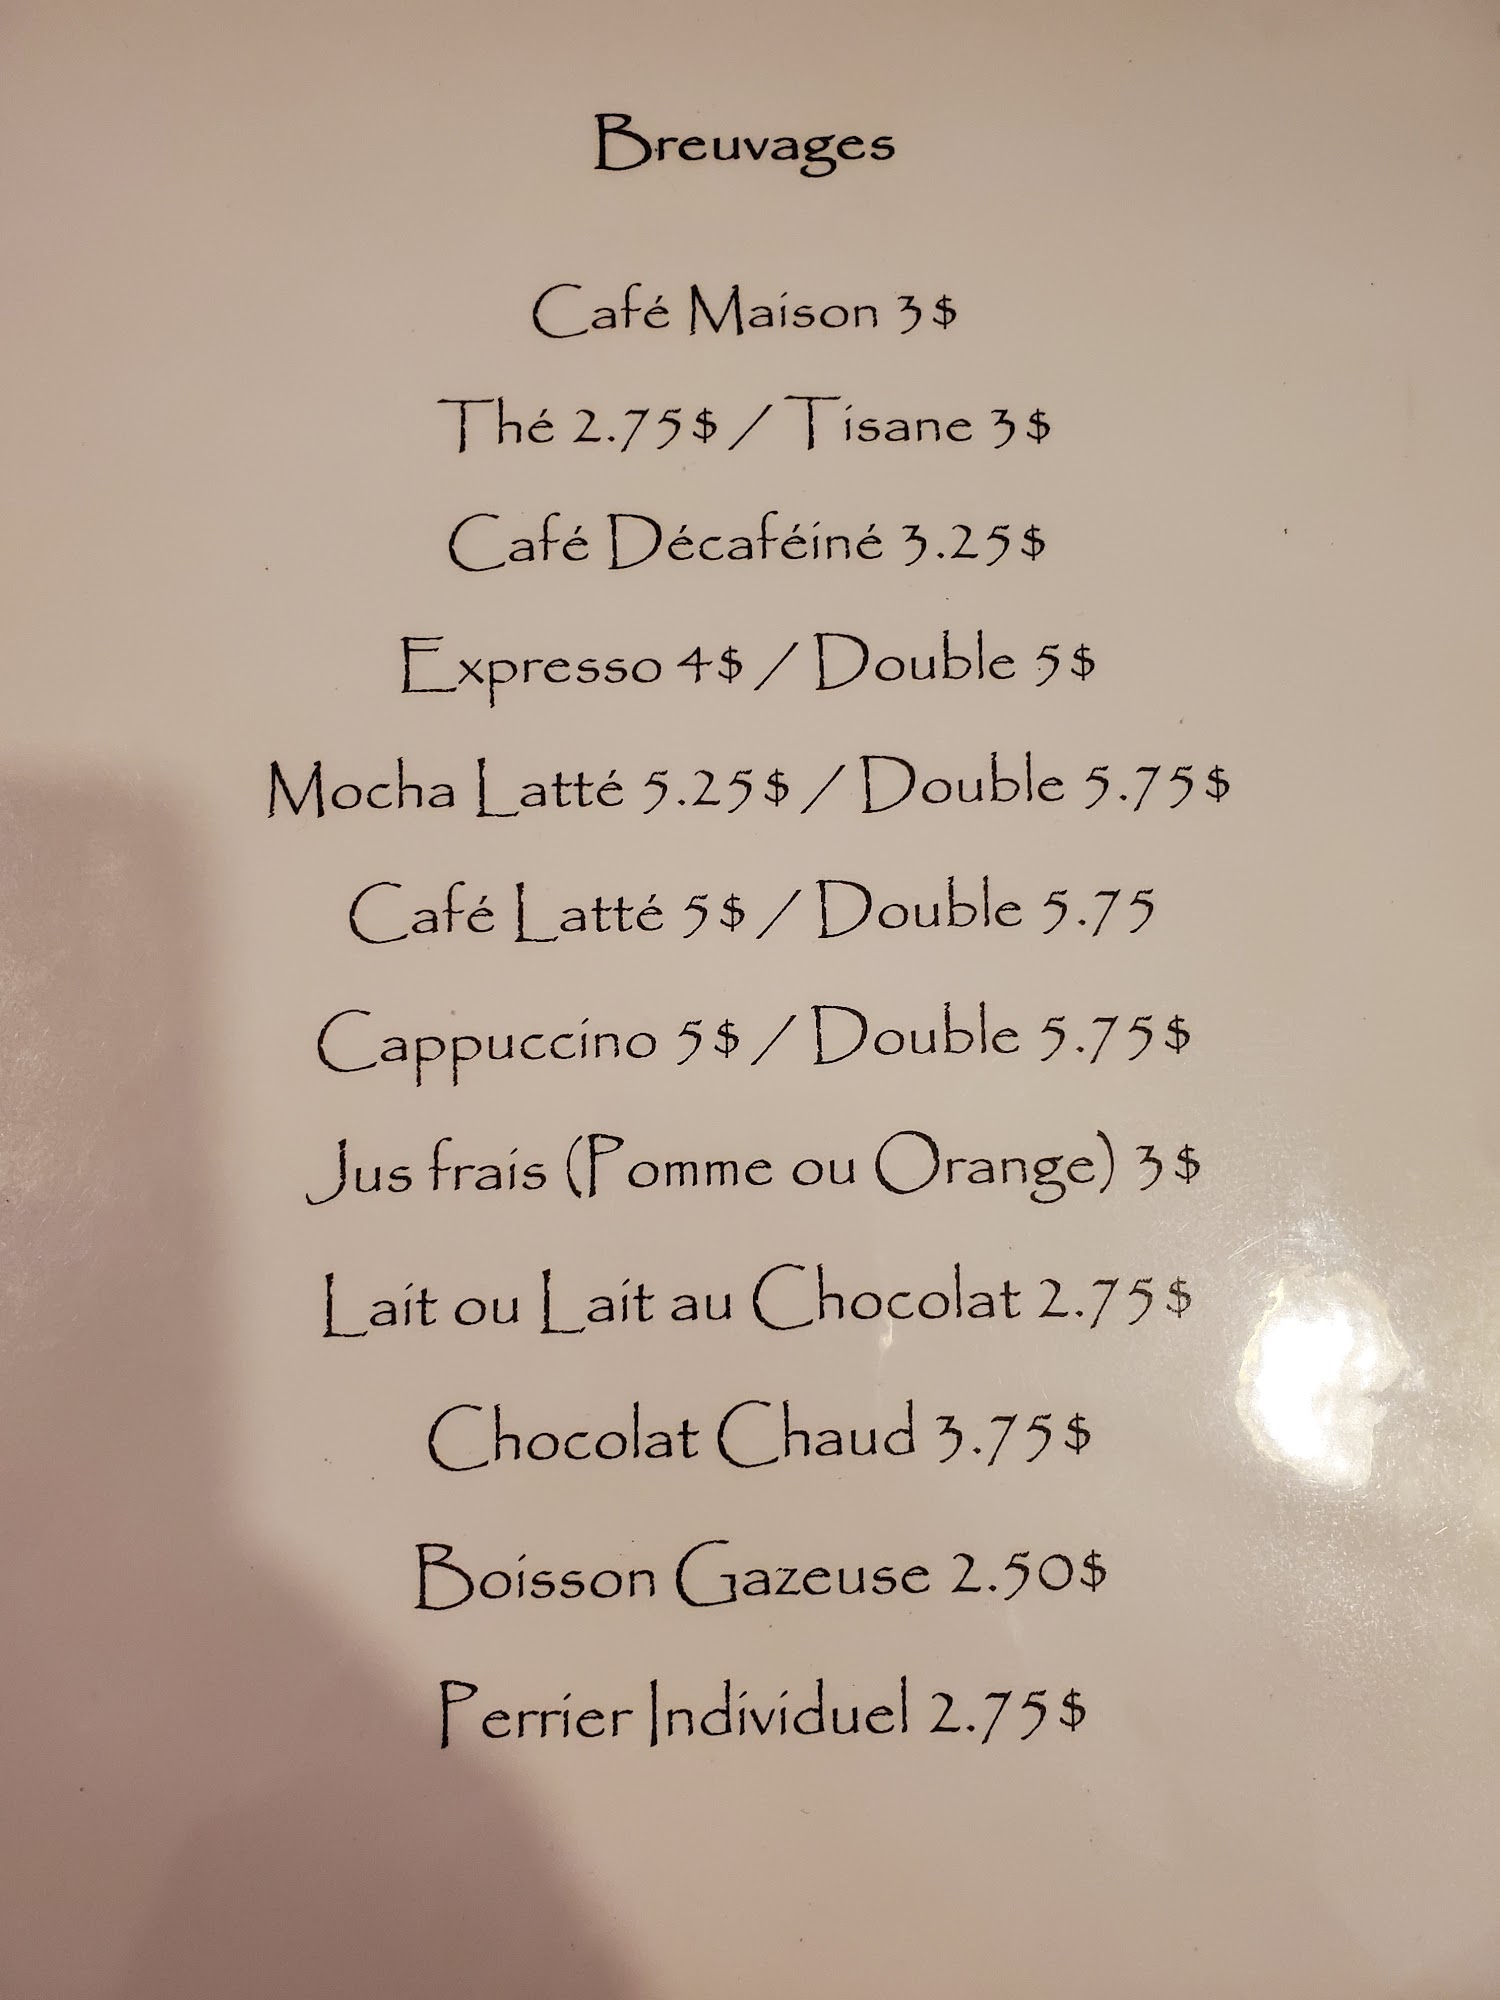 Breuvages
Café Maison 3$
Thé 2.75$ / Tisane 3$
Café Décaféiné 3.25$
Expresso 4$ / Double 5$
Mocha Latté 5.25$ / Double 5.75$
Café Latté 5$ / Double 5.75
Cappuccino 5$ / Double 5.75$
Jus frais (Pomme ou Orange) 3$
Lait ou Lait au Chocolat 2.75$
Chocolat Chaud 3.75$
Boisson Gazeuse 2.50$
Perrier Individuel 2.75$